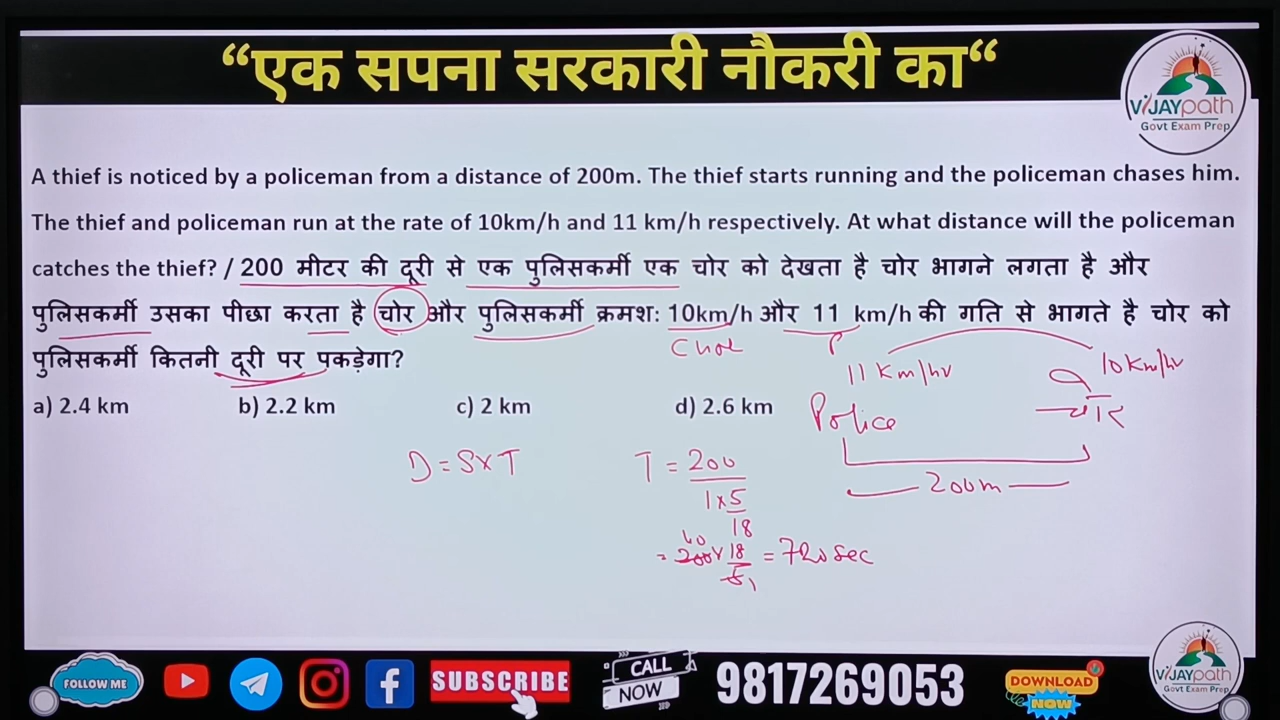 “एक सपना सरकारी नौकरी का“
VIJAYpath
Govt Exam Prep
A thief is noticed by a policeman from a distance of 200m. The thief starts running and the policeman chases him.
The thief and policeman run at the rate of 10km/h and 11 km/h respectively. At what distance will the policeman
catches the thief? / 200 मीटर की दूरी से एक पुलिसकर्मी एक चोर को देखता है चोर भागने लगता है और
पुलिसकर्मी उसका पीछा करता है चोर और पुलिसकर्मी क्रमश: 10km/h और 11 km/h की गति से भागते है चोर को
पुलिसकर्मी कितनी दूरी पर पकड़ेगा?
Chor P
11 Km/hr 10 Km/hr
a) 2.4 km b) 2.2 km c) 2 km d) 2.6 km
Police चोर
200m
D = S × T
T = 200
1 × 5
18
40
= 200 × 18 = 720 sec
5 1
FOLLOW ME
SUBSCRIBE
CALL
NOW
9817269053
DOWNLOAD
NOW
VIJAYpath
Govt Exam Prep